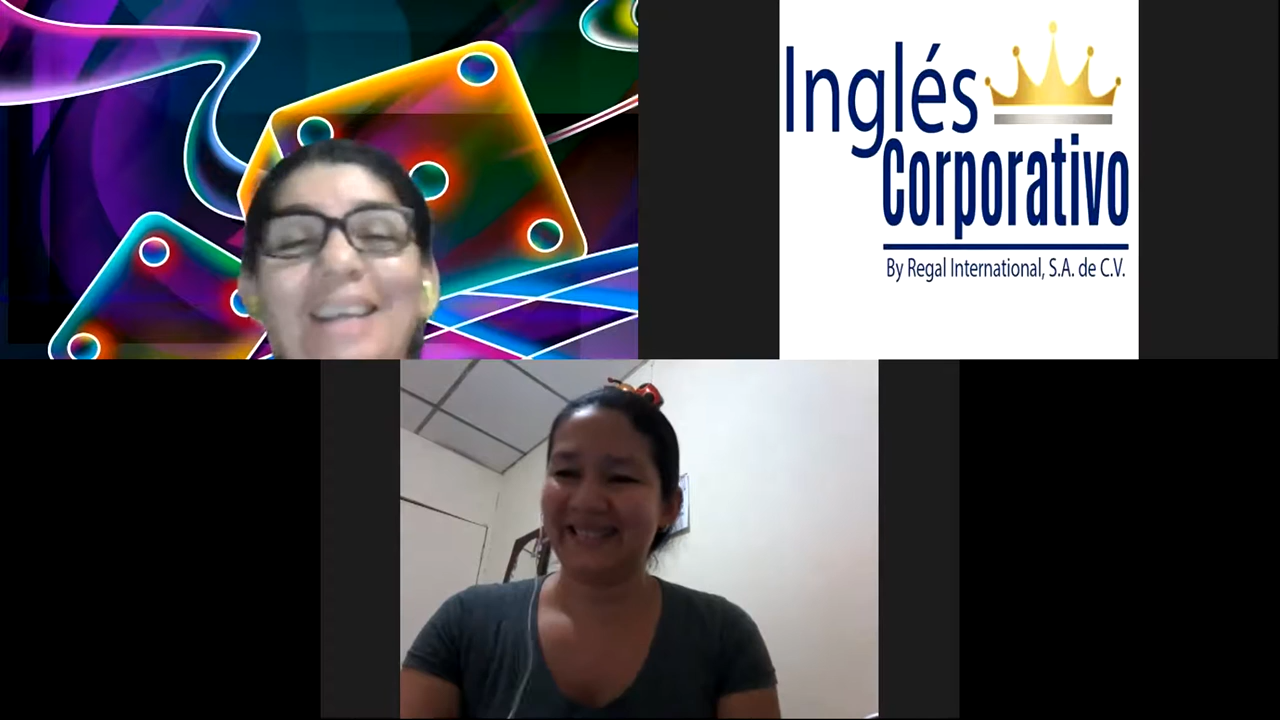 Inglés
Corporativo
By Regal International, S.A. de C.V.